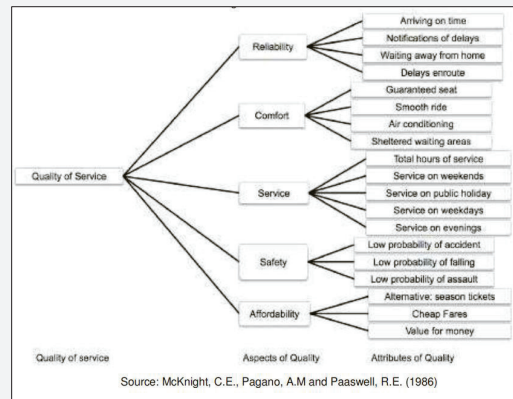 Quality of Service
Reliability
Arriving on time
Notifications of delays
Waiting away from home
Delays enroute
Comfort
Guaranteed seat
Smooth ride
Air conditioning
Sheltered waiting areas
Service
Total hours of service
Service on weekends
Service on public holiday
Service on weekdays
Service on evenings
Safety
Low probability of accident
Low probability of falling
Low probability of assault
Affordability
Alternative: season tickets
Cheap Fares
Value for money
Quality of service
Aspects of Quality
Attributes of Quality
Source: McKnight, C.E., Pagano, A.M and Paaswell, R.E. (1986)